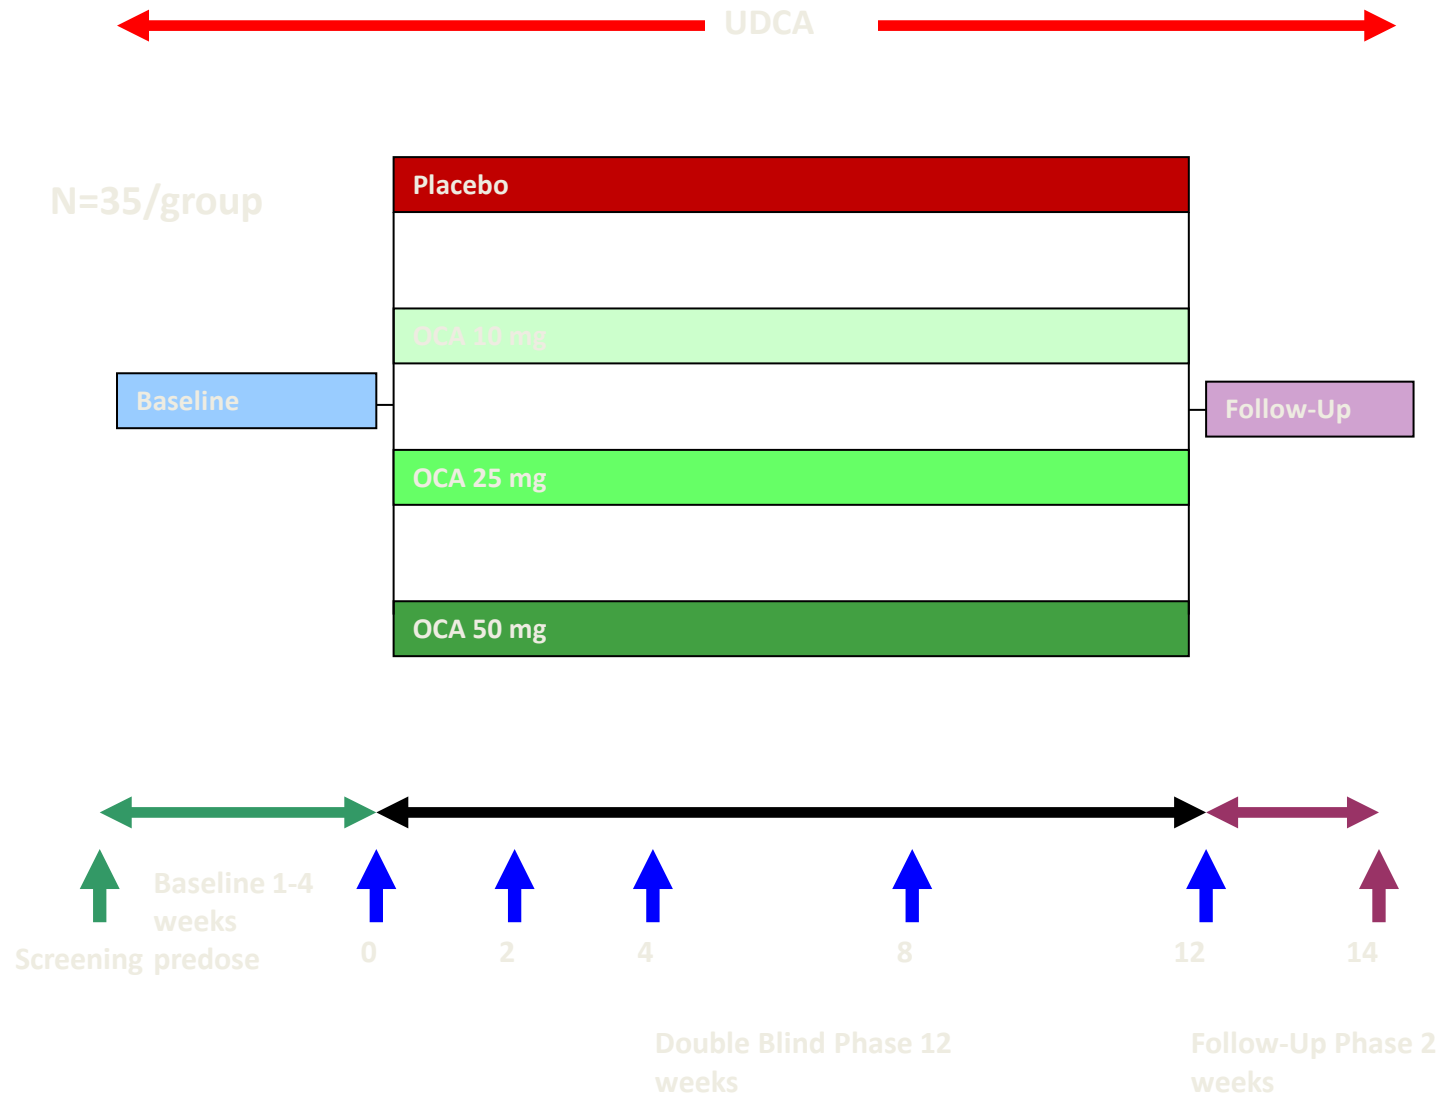 UDCA
N=35/group
Placebo
OCA 10 mg
Baseline
Follow-Up
OCA 25 mg
OCA 50 mg
Baseline 1-4
weeks
predose
Screening
0
2
4
8
12
14
Double Blind Phase 12
weeks
Follow-Up Phase 2
weeks